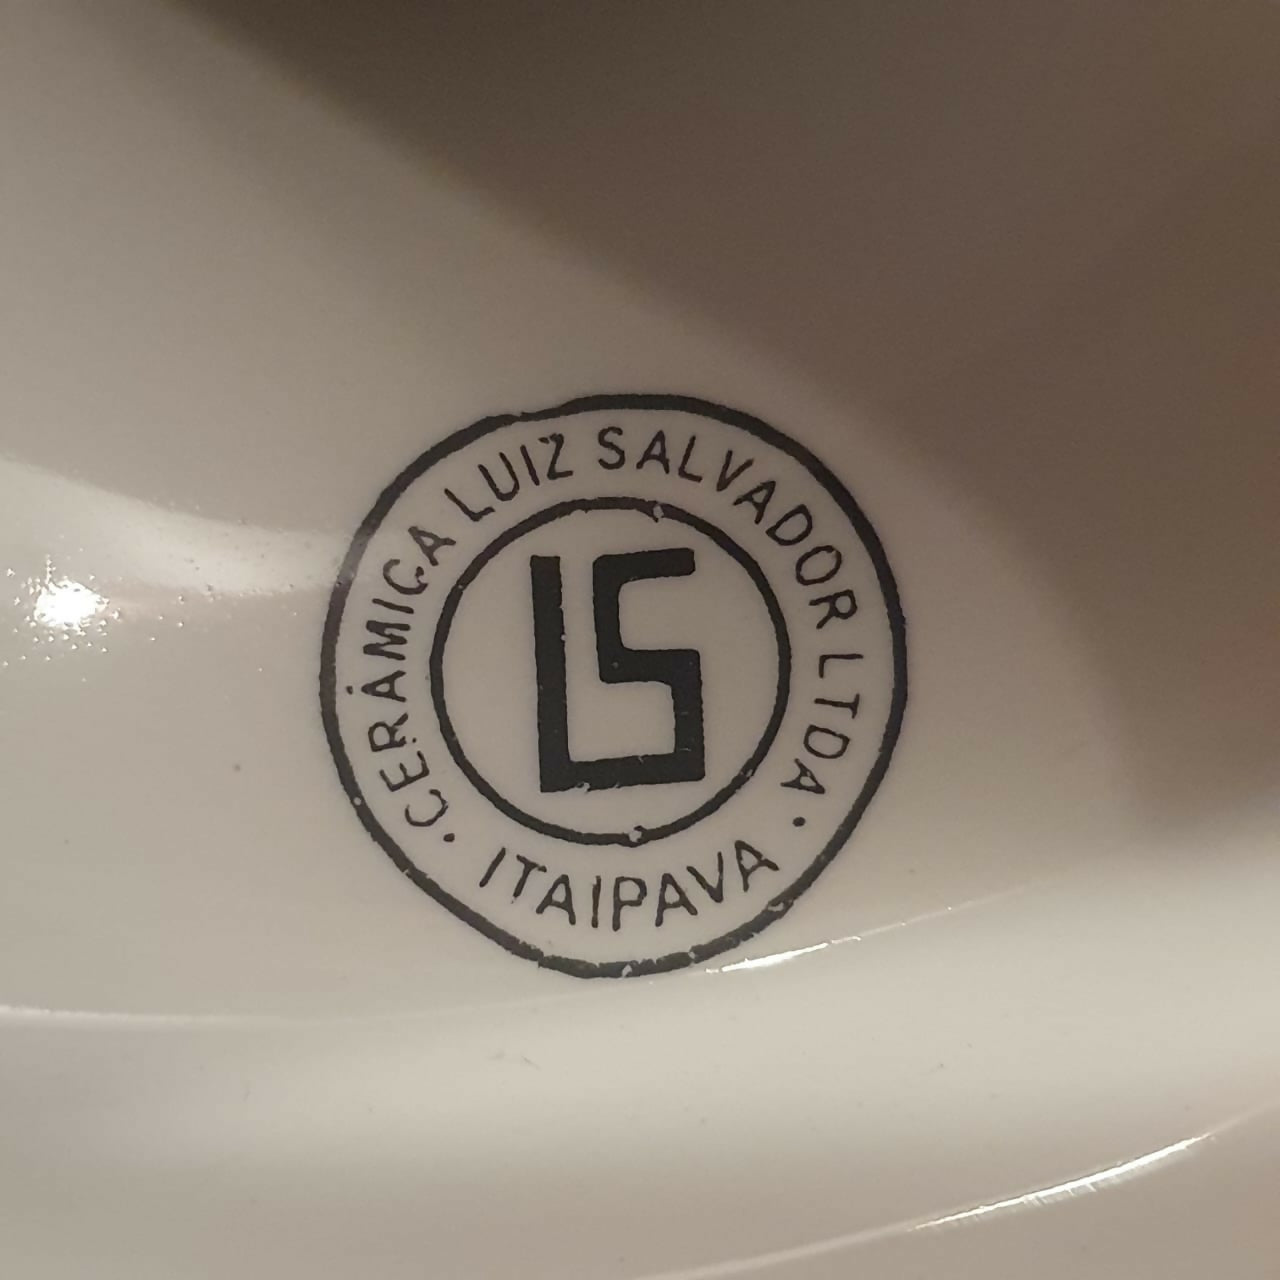 CERÂMICA LUIZ SALVADOR LTDA
LS
· ITAIPAVA ·